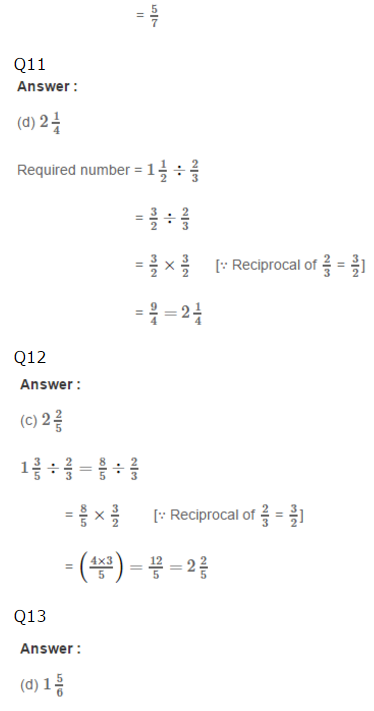 = 5/7
Q11
Answer :
(d) 2 1/4
Required number = 1 1/2 ÷ 2/3
= 3/2 ÷ 2/3
= 3/2 × 3/2 [∵ Reciprocal of 2/3 = 3/2]
= 9/4 = 2 1/4
Q12
Answer :
(c) 2 2/5
1 3/5 ÷ 2/3 = 8/5 ÷ 2/3
= 8/5 × 3/2 [∵ Reciprocal of 2/3 = 3/2]
= (4×3/5) = 12/5 = 2 2/5
Q13
Answer :
(d) 1 5/6